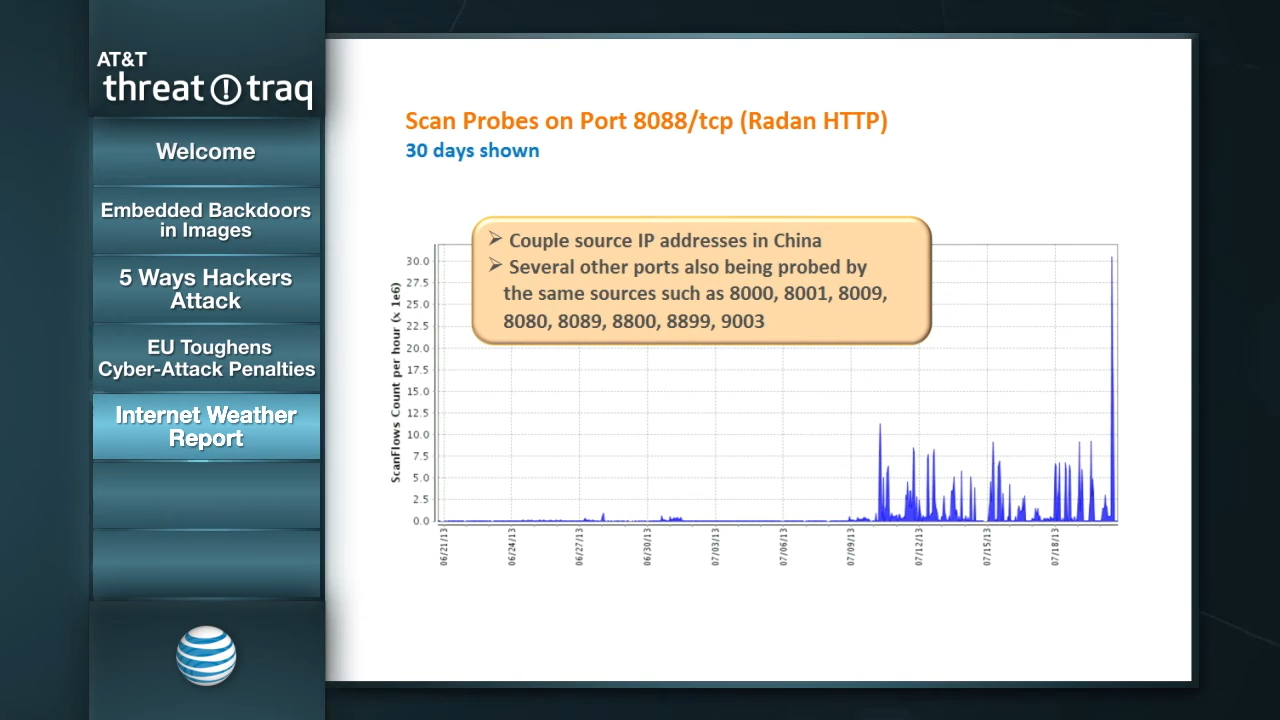 AT&T
threat traq
Welcome
Embedded Backdoors
in Images
5 Ways Hackers
Attack
EU Toughens
Cyber-Attack Penalties
Internet Weather
Report
Scan Probes on Port 8088/tcp (Radan HTTP)
30 days shown
➢ Couple source IP addresses in China
➢ Several other ports also being probed by
the same sources such as 8000, 8001, 8009,
8080, 8089, 8800, 8899, 9003
ScanFlows Count per hour (x 1e6)
30.0
27.5
25.0
22.5
20.0
17.5
15.0
12.5
10.0
7.5
5.0
2.5
0.0
06/21/13
06/24/13
06/27/13
06/30/13
07/03/13
07/06/13
07/09/13
07/12/13
07/15/13
07/18/13